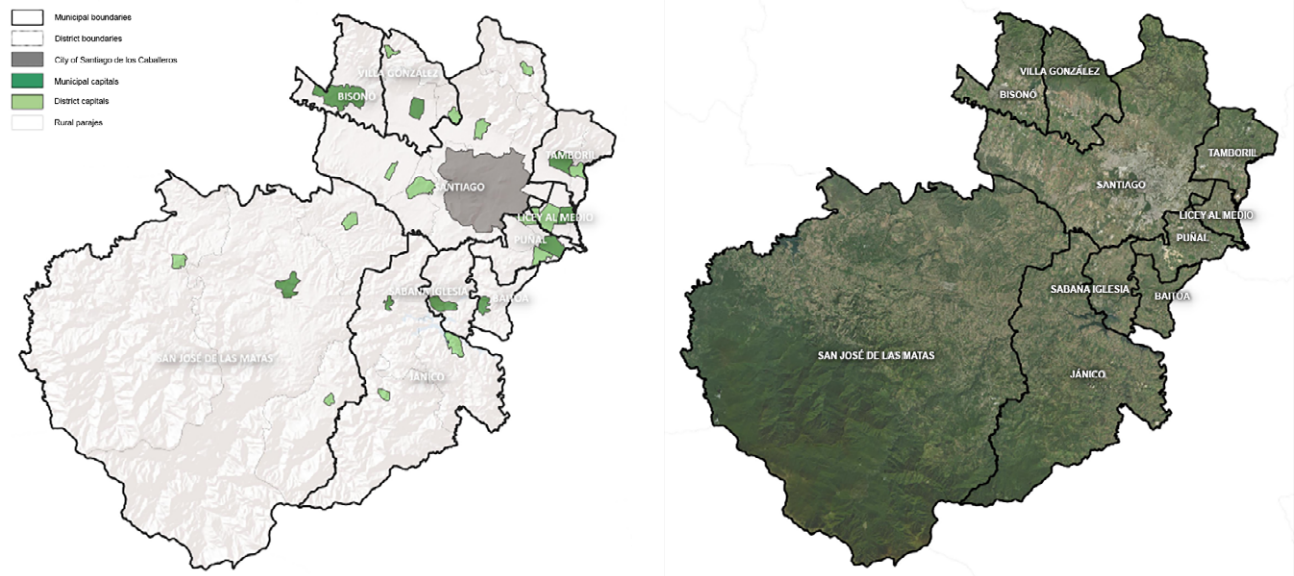 Municipal boundaries
District boundaries
City of Santiago de los Caballeros
Municipal capitals
District capitals
Rural parajes
VILLA GONZÁLEZ
BISONÓ
TAMBORIL
SANTIAGO
LICEY AL MEDIO
PUÑAL
SABANA IGLESIA
BAITOA
SAN JOSÉ DE LAS MATAS
JÁNICO
VILLA GONZÁLEZ
BISONÓ
TAMBORIL
SANTIAGO
LICEY AL MEDIO
PUÑAL
SABANA IGLESIA
BAITOA
SAN JOSÉ DE LAS MATAS
JÁNICO